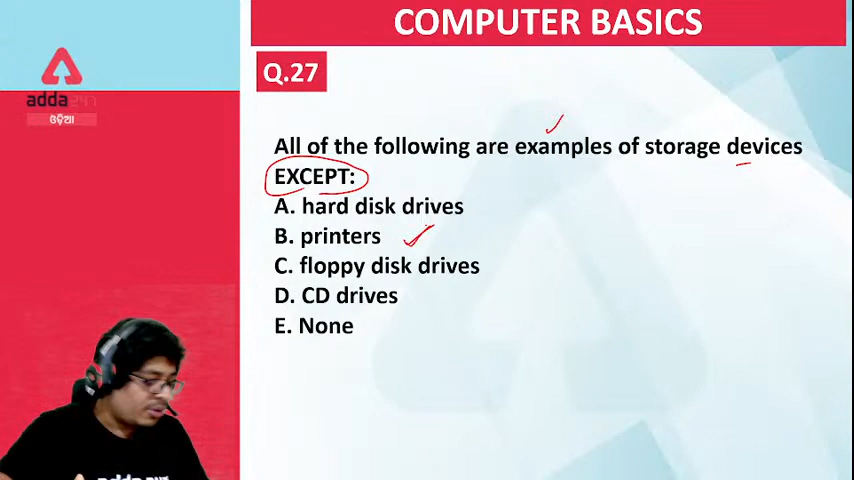 COMPUTER BASICS
Q.27
adda247
ଓଡ଼ିଆ
All of the following are examples of storage devices
EXCEPT:
A. hard disk drives
B. printers
C. floppy disk drives
D. CD drives
E. None